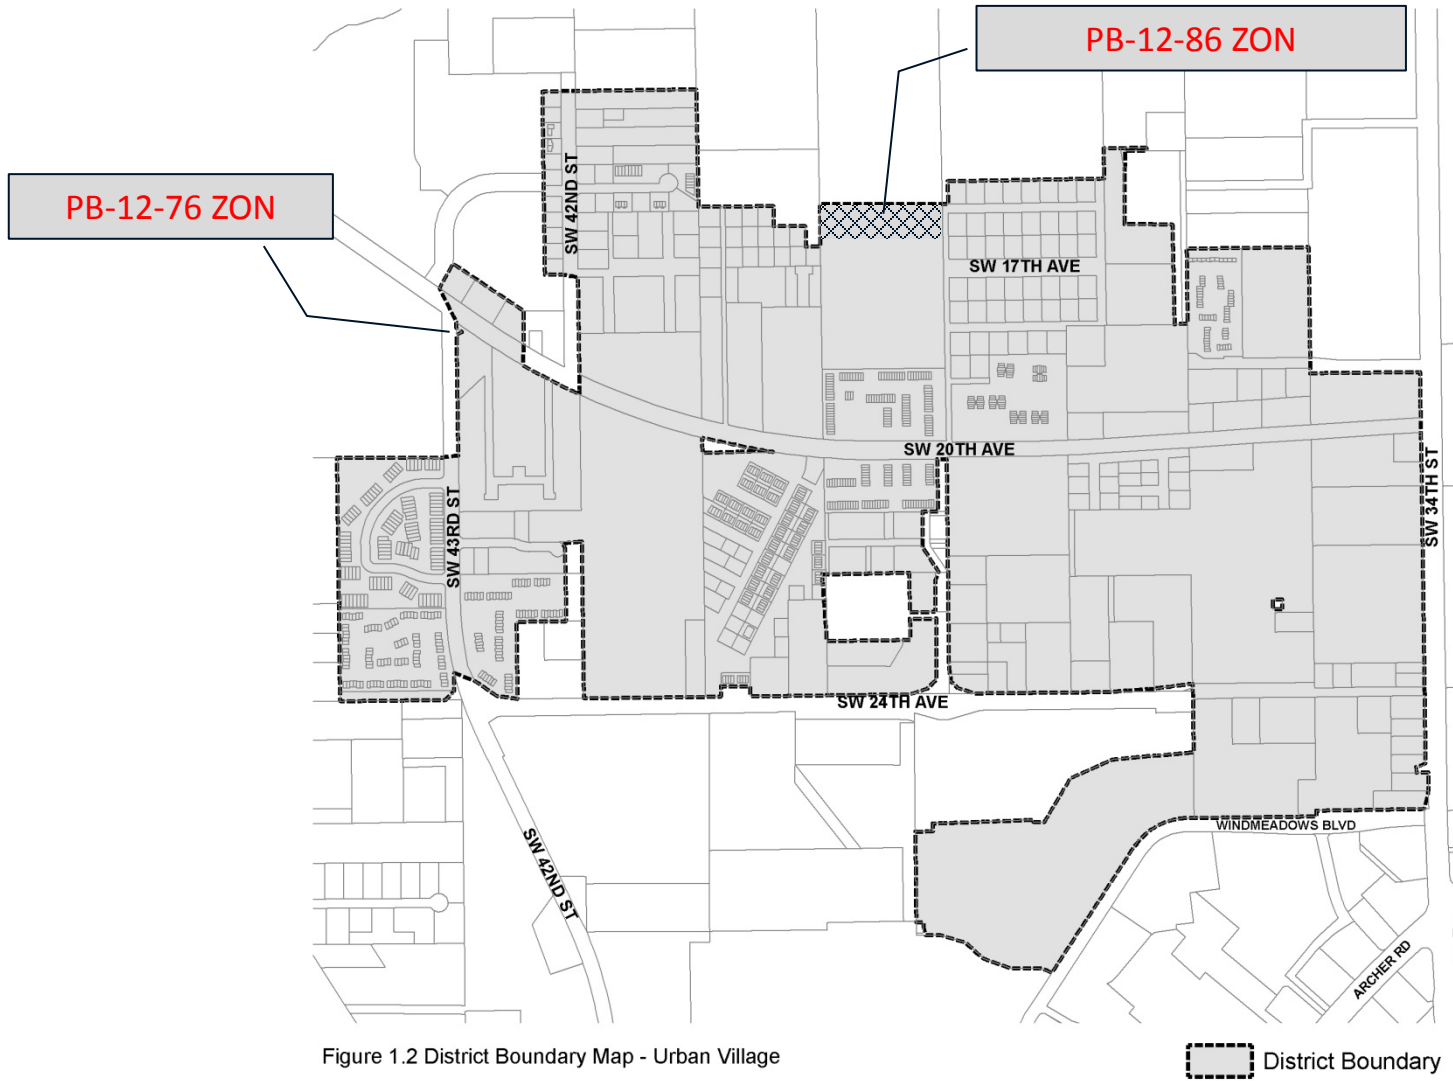 PB-12-86 ZON
PB-12-76 ZON
SW 42ND ST
SW 17TH AVE
SW 20TH AVE
SW 34TH ST
SW 43RD ST
SW 24TH AVE
WINDMEADOWS BLVD
SW 42ND ST
ARCHER RD
Figure 1.2 District Boundary Map - Urban Village
District Boundary